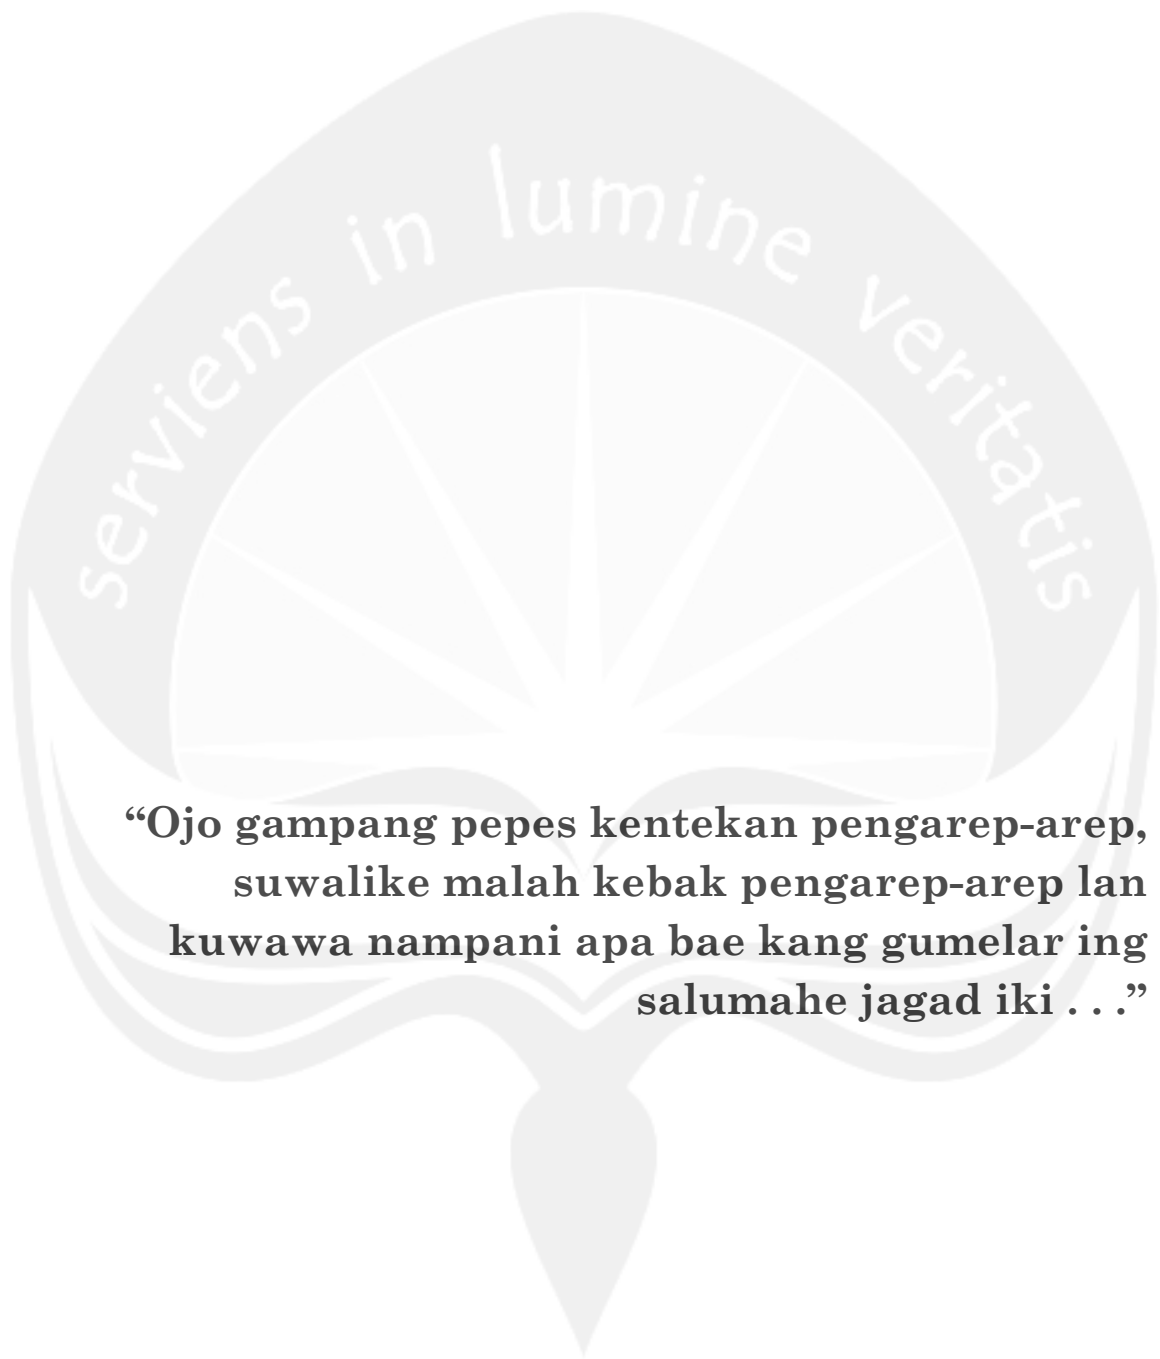 serviens in lumine veritatis
“Ojo gampang pepes kentekan pengarep-arep,
suwalike malah kebak pengarep-arep lan
kuwawa nampani apa bae kang gumelar ing
salumahe jagad iki . . .”